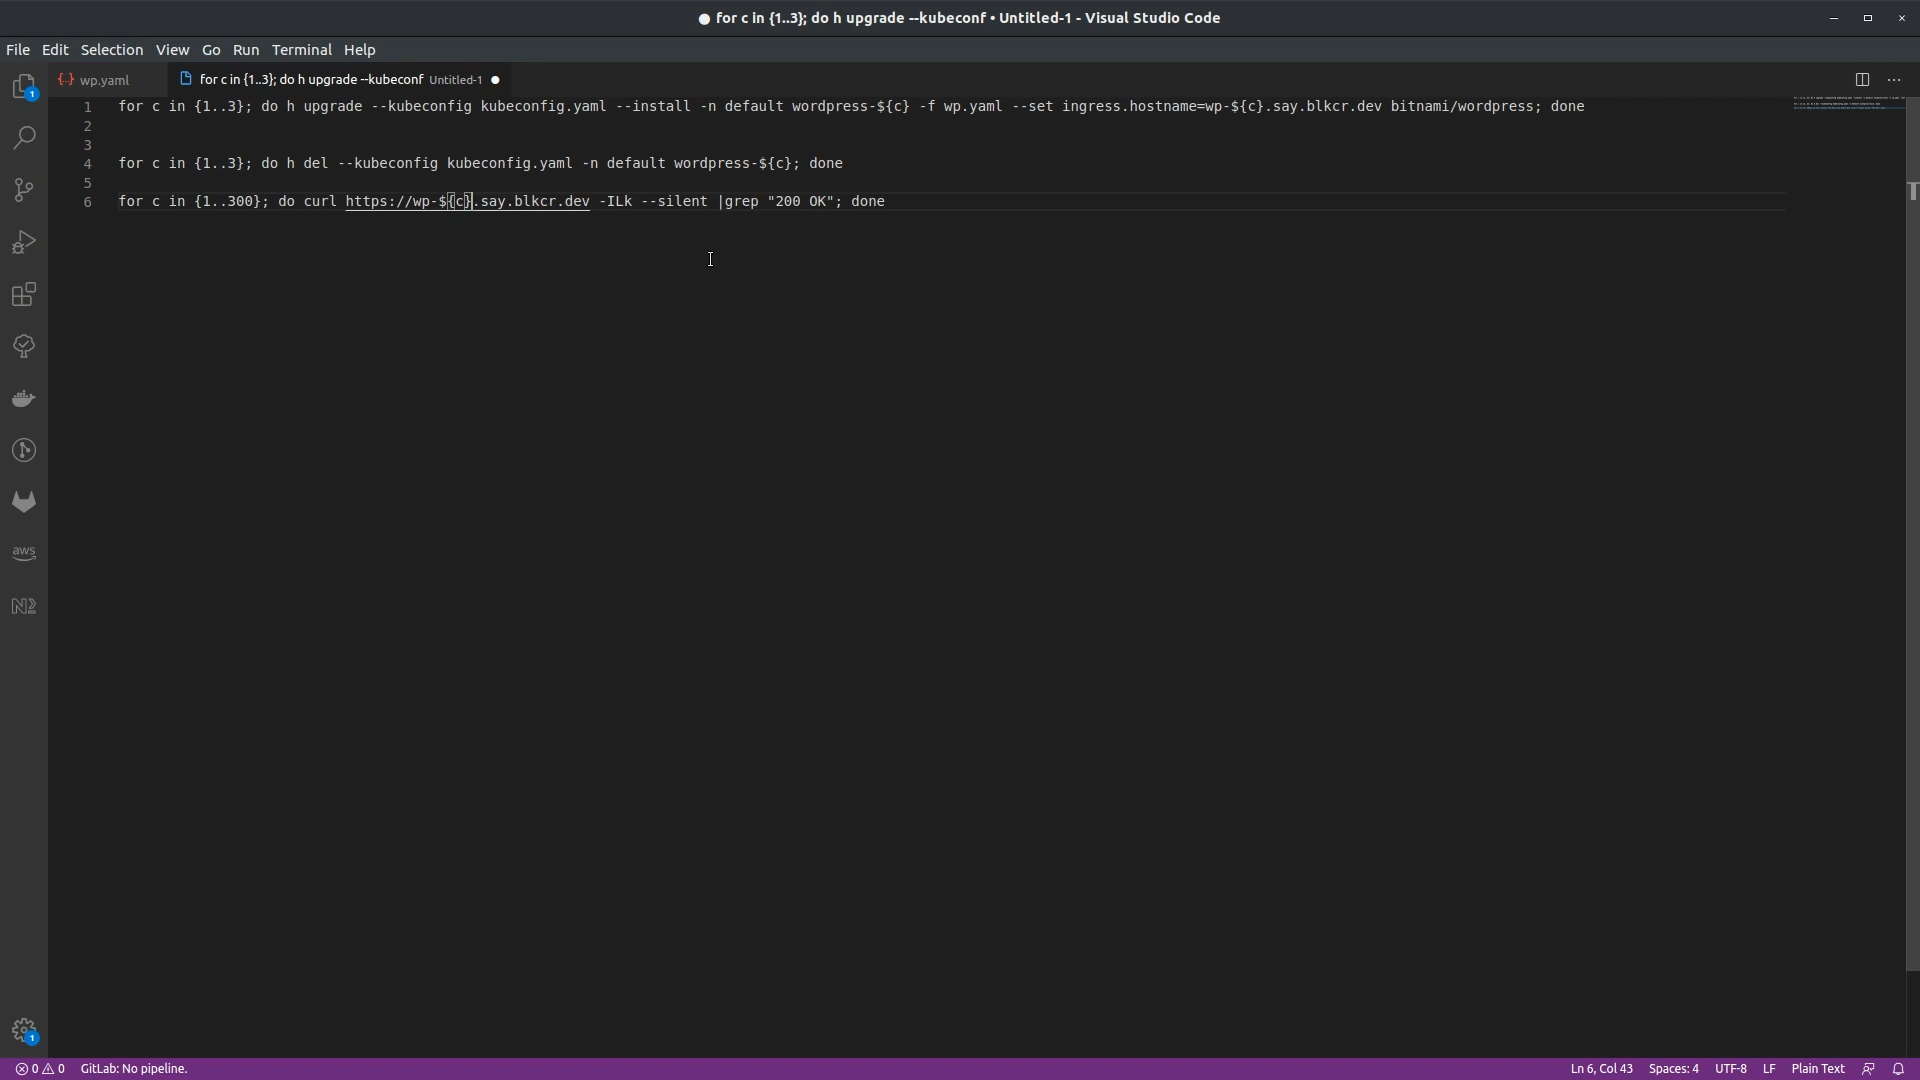 ● for c in {1..3}; do h upgrade --kubeconf • Untitled-1 - Visual Studio Code
File Edit Selection View Go Run Terminal Help
wp.yaml
for c in {1..3}; do h upgrade --kubeconf Untitled-1 ●
1 for c in {1..3}; do h upgrade --kubeconfig kubeconfig.yaml --install -n default wordpress-${c} -f wp.yaml --set ingress.hostname=wp-${c}.say.blkcr.dev bitnami/wordpress; done
2
3
4 for c in {1..3}; do h del --kubeconfig kubeconfig.yaml -n default wordpress-${c}; done
5
6 for c in {1..300}; do curl https://wp-${c}.say.blkcr.dev -ILk --silent |grep "200 OK"; done
1
aws
N2
1
0 0 GitLab: No pipeline.
Ln 6, Col 43 Spaces: 4 UTF-8 LF Plain Text